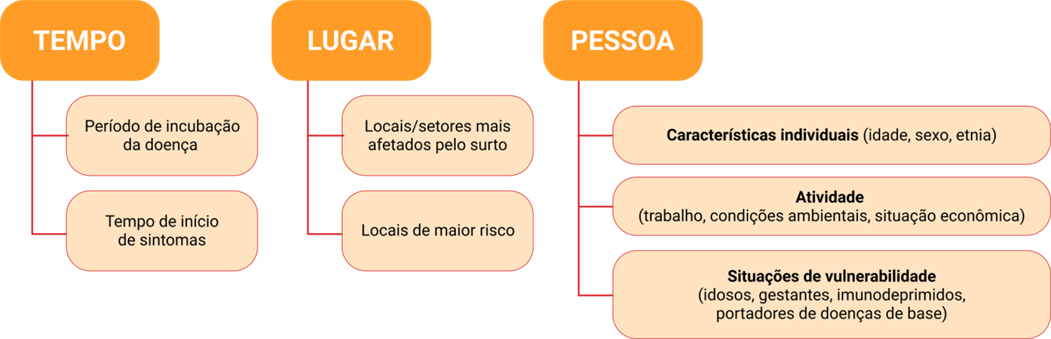 TEMPO
Período de incubação
da doença
Tempo de início
de sintomas
LUGAR
Locais/setores mais
afetados pelo surto
Locais de maior risco
PESSOA
Características individuais (idade, sexo, etnia)
Atividade
(trabalho, condições ambientais, situação econômica)
Situações de vulnerabilidade
(idosos, gestantes, imunodeprimidos,
portadores de doenças de base)